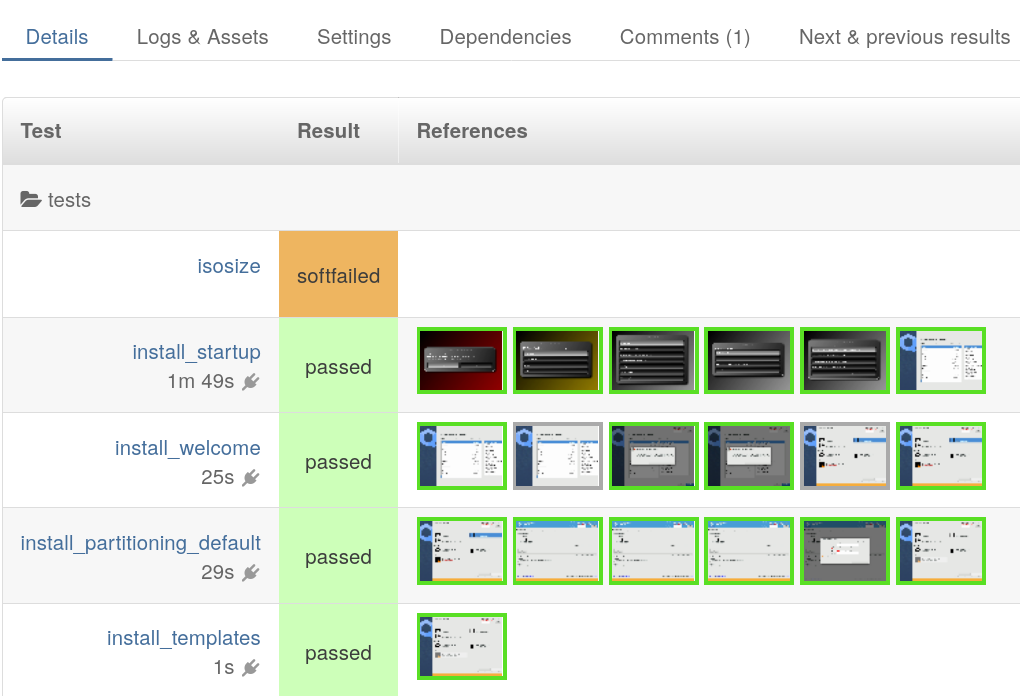 Details Logs & Assets Settings Dependencies Comments (1) Next & previous results
Test Result References
tests
isosize softfailed
install_startup
1m 49s
passed
install_welcome
25s
passed
install_partitioning_default
29s
passed
install_templates
1s
passed